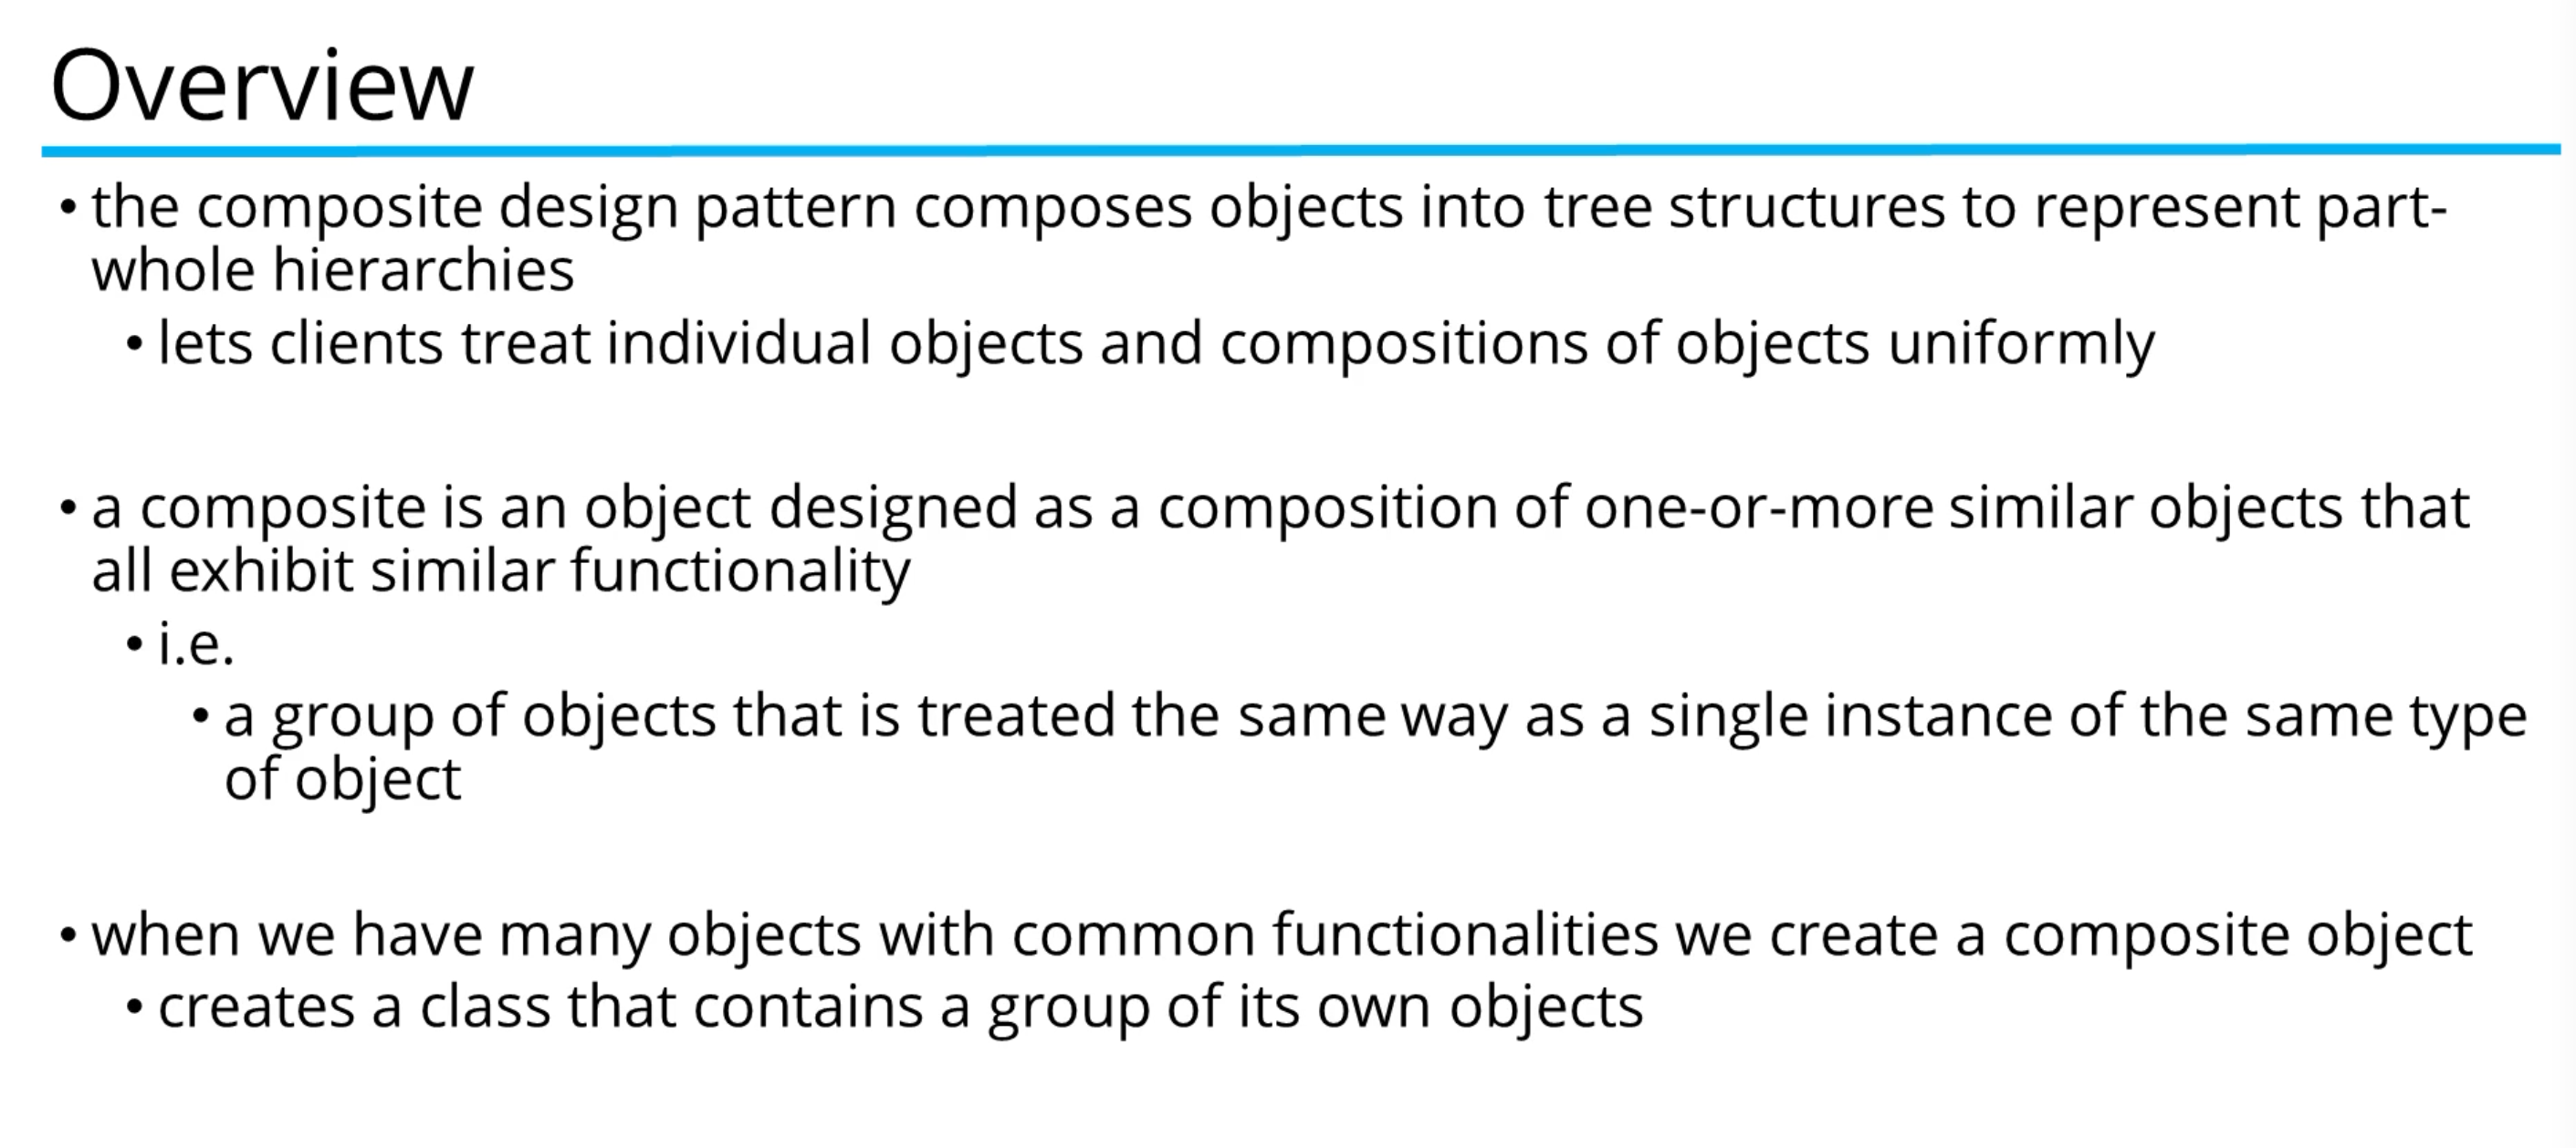 Overview
• the composite design pattern composes objects into tree structures to represent part-
whole hierarchies
• lets clients treat individual objects and compositions of objects uniformly
• a composite is an object designed as a composition of one-or-more similar objects that
all exhibit similar functionality
• i.e.
• a group of objects that is treated the same way as a single instance of the same type
of object
• when we have many objects with common functionalities we create a composite object
• creates a class that contains a group of its own objects